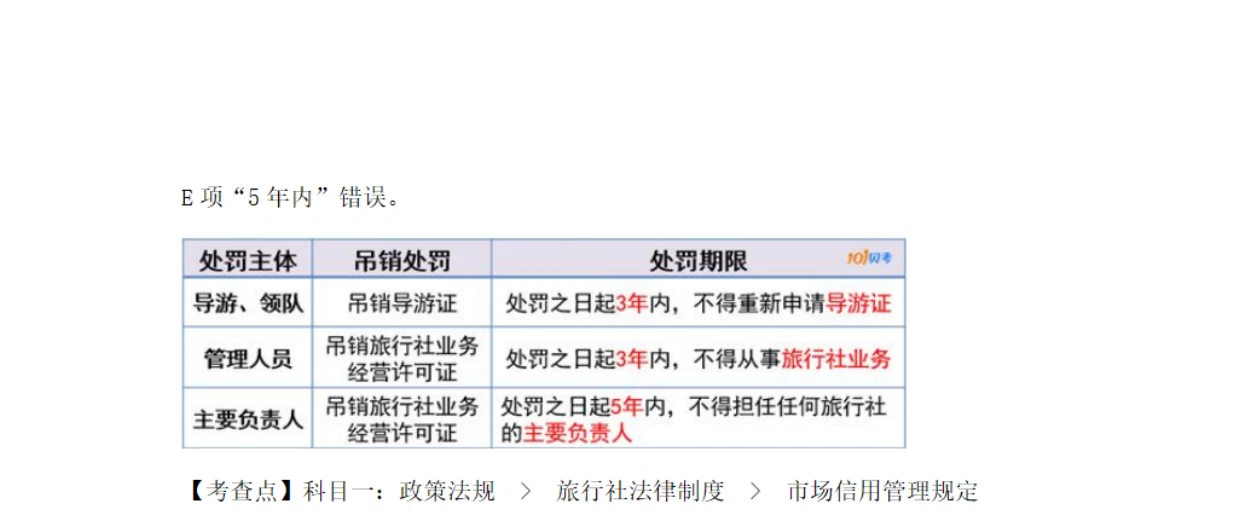 E 项“5 年内”错误。
处罚主体 吊销处罚 处罚期限 101闪考
导游、领队 吊销导游证 处罚之日起3年内，不得重新申请导游证
管理人员 吊销旅行社业务经营许可证 处罚之日起3年内，不得从事旅行社业务
主要负责人 吊销旅行社业务经营许可证 处罚之日起5年内，不得担任任何旅行社的主要负责人
【考查点】科目一：政策法规 > 旅行社法律制度 > 市场信用管理规定